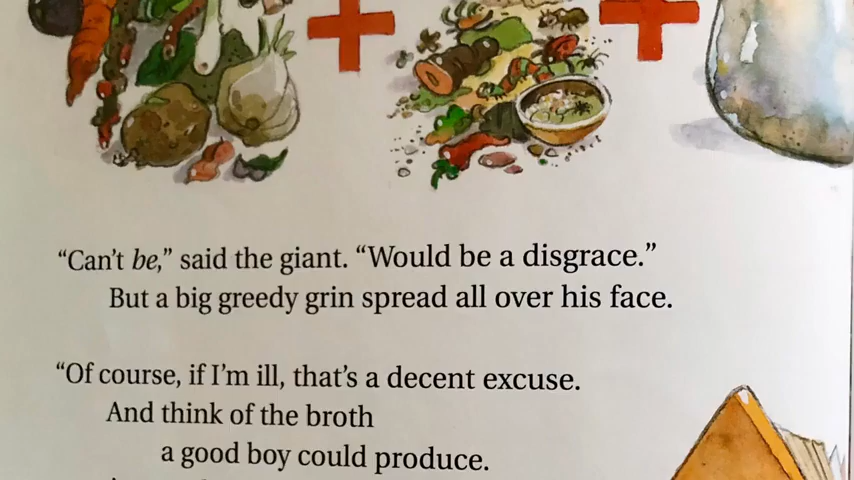 “Can’t be,” said the giant. “Would be a disgrace.”
But a big greedy grin spread all over his face.
“Of course, if I’m ill, that’s a decent excuse.
And think of the broth
a good boy could produce.